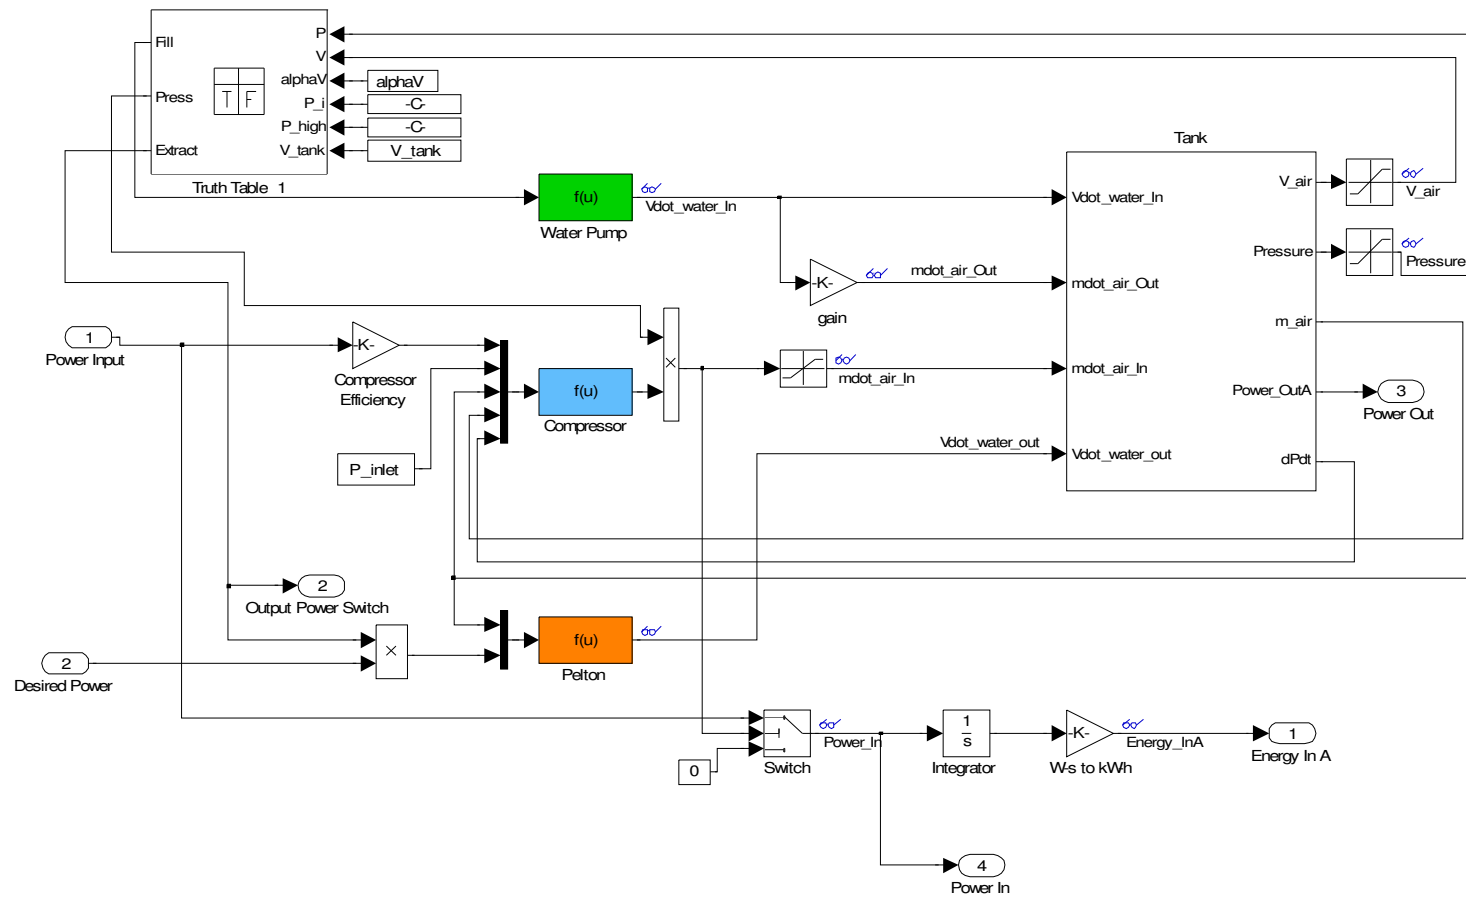 Fill
Press
Extract
T F
P
V
alphaV
P_i
P_high
V_tank
alphaV
-C-
-C-
V_tank
Truth Table 1
f(u)
Water Pump
Vdot_water_In
-K-
gain
mdot_air_Out
Tank
Vdot_water_In
mdot_air_Out
mdot_air_In
Vdot_water_out
V_air
Pressure
m_air
Power_OutA
dPdt
V_air
Pressure
3
Power Out
1
Power Input
-K-
Compressor
Efficiency
P_inlet
f(u)
Compressor
×
mdot_air_In
Vdot_water_out
2
Output Power Switch
2
Desired Power
×
f(u)
Pelton
0
Switch
Power_In
1
s
Integrator
-K-
W-s to kWh
Energy_InA
1
Energy In A
4
Power In